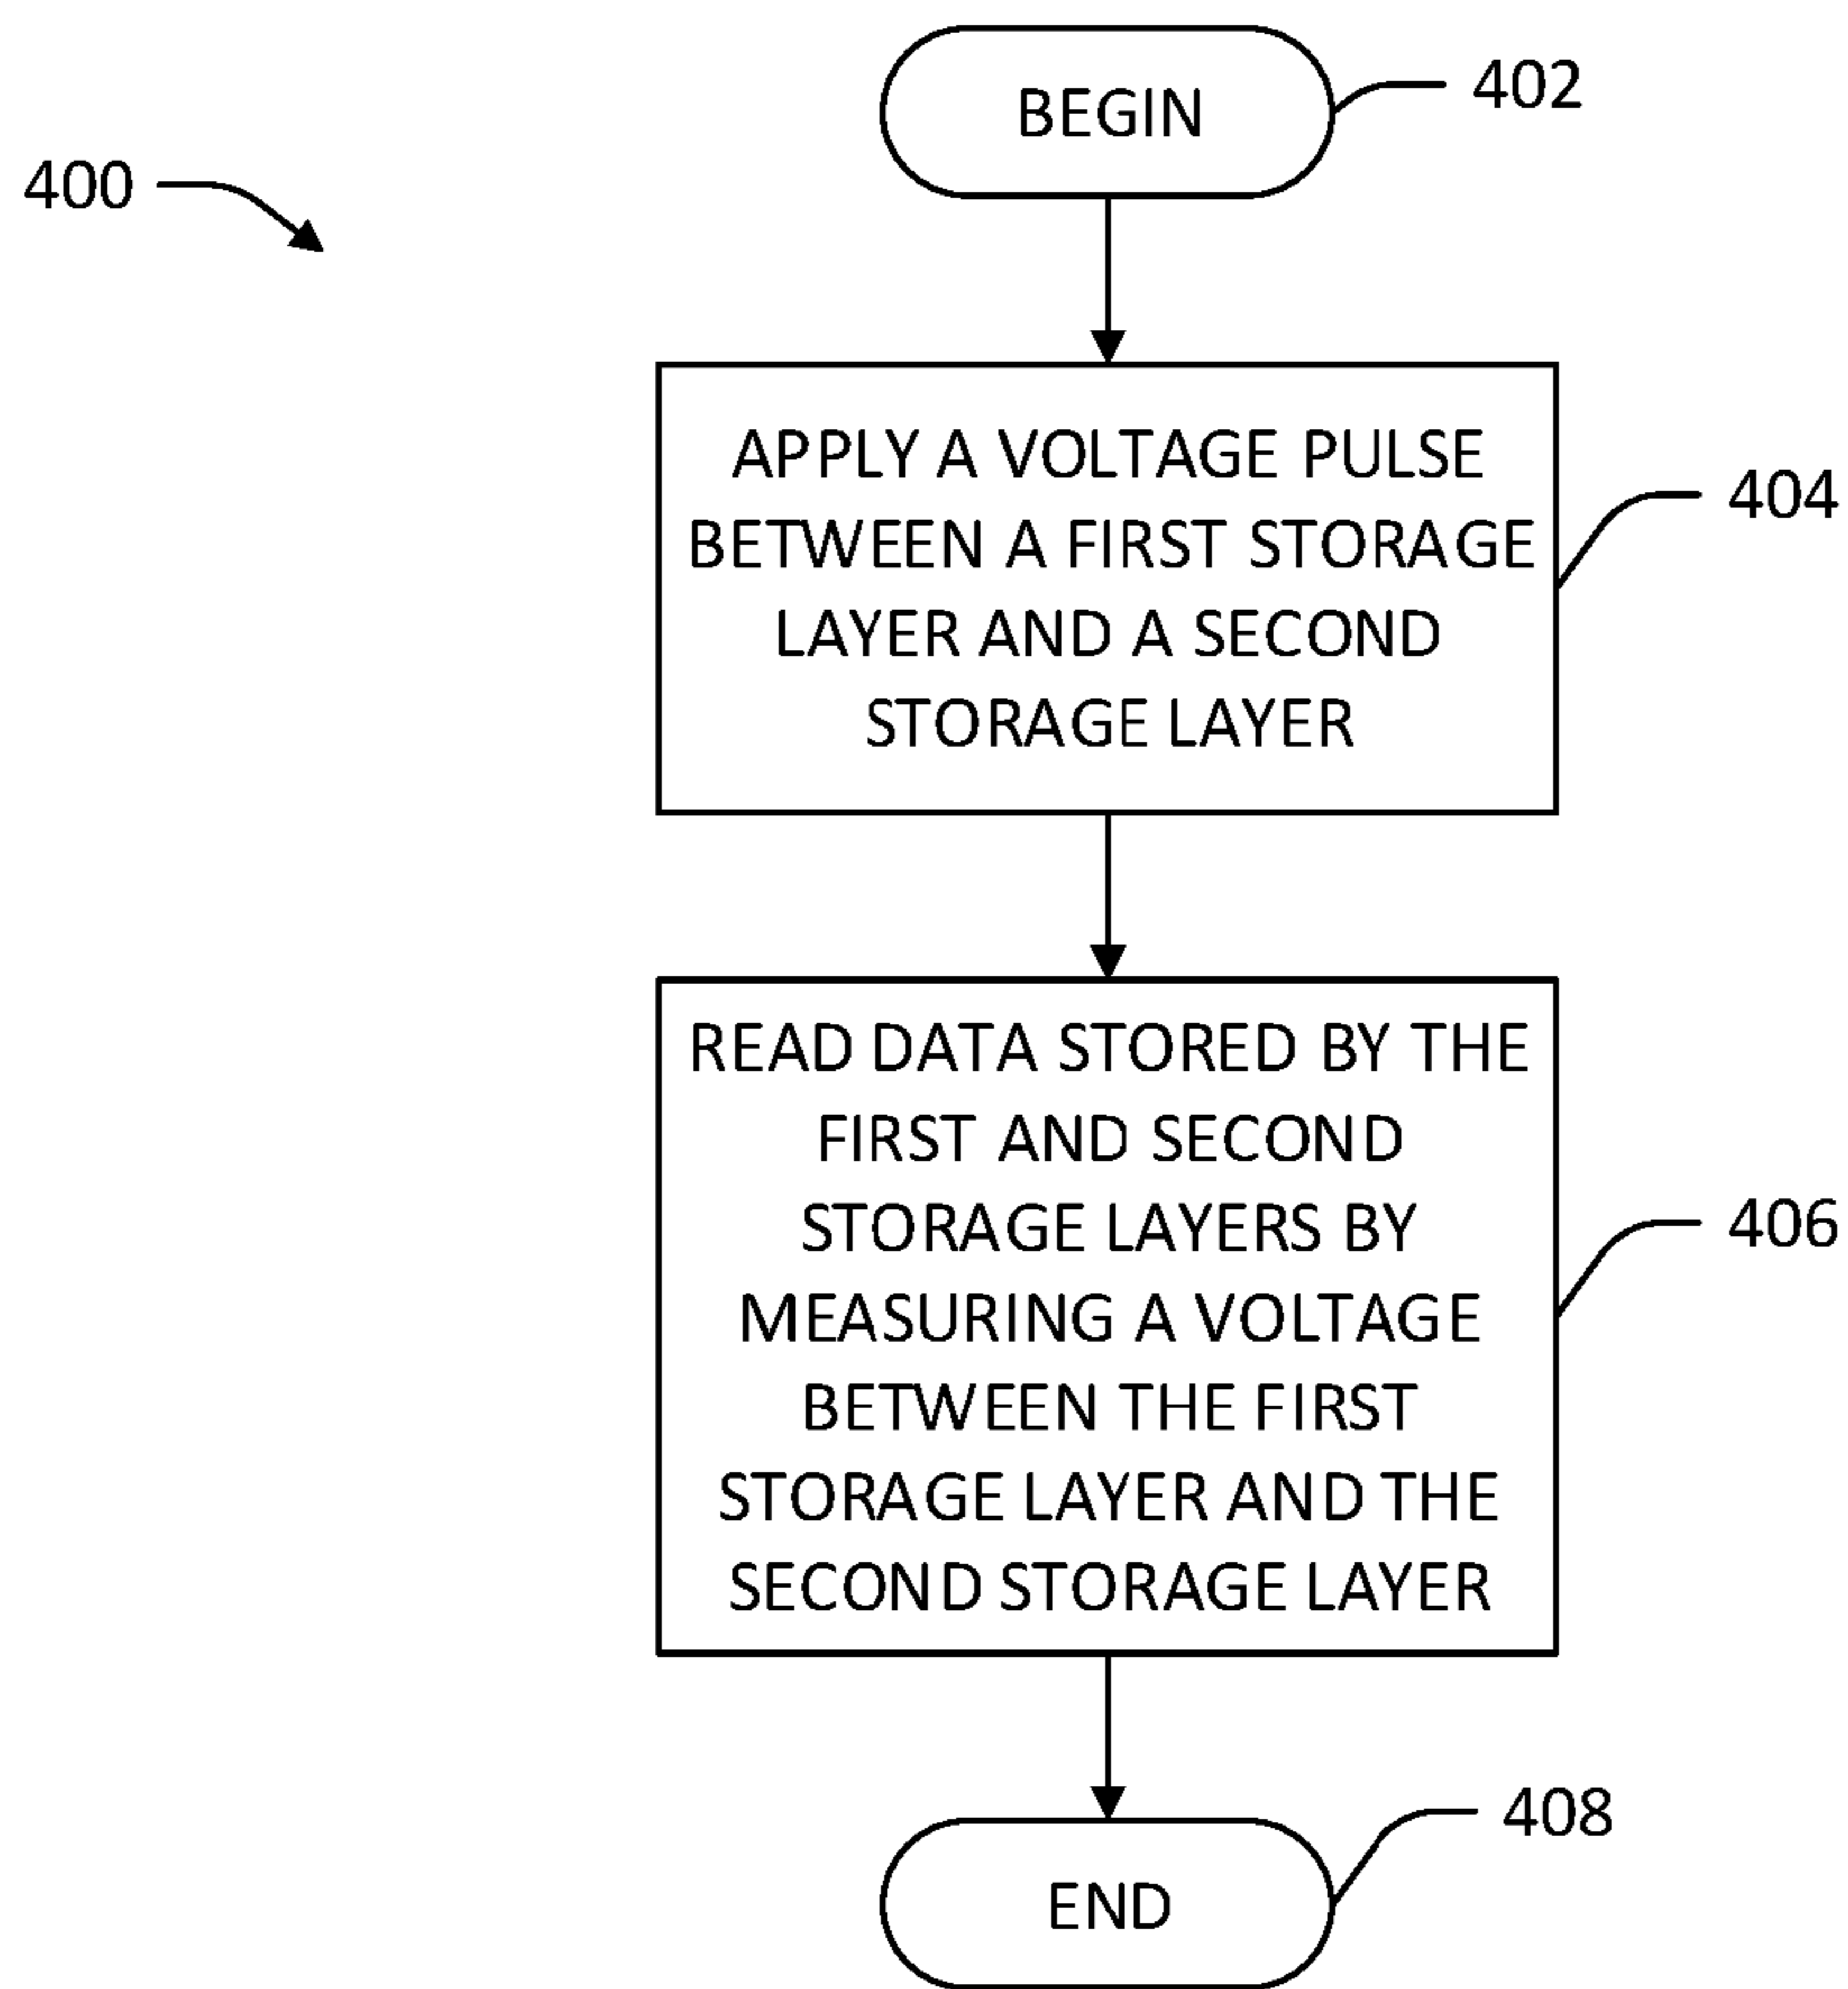 BEGIN
402
400
APPLY A VOLTAGE PULSE
BETWEEN A FIRST STORAGE
LAYER AND A SECOND
STORAGE LAYER
404
READ DATA STORED BY THE
FIRST AND SECOND
STORAGE LAYERS BY
MEASURING A VOLTAGE
BETWEEN THE FIRST
STORAGE LAYER AND THE
SECOND STORAGE LAYER
406
END
408